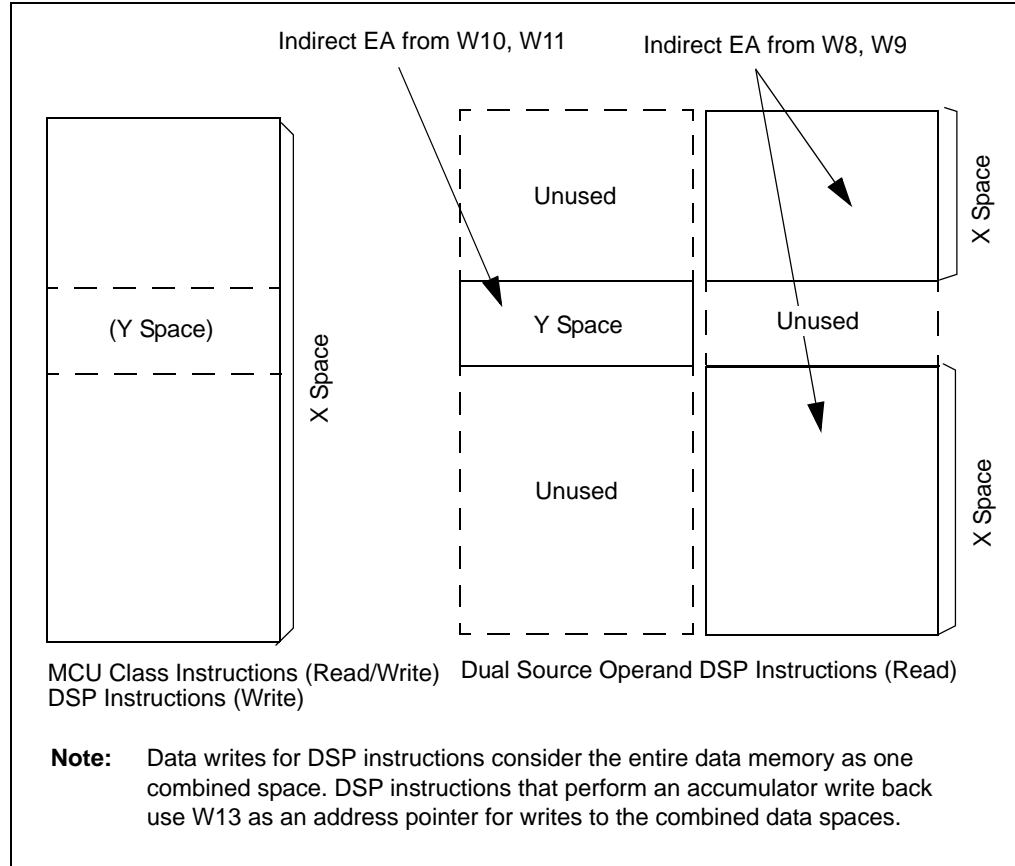 Indirect EA from W10, W11
Indirect EA from W8, W9
Unused
X Space
(Y Space)
Y Space
Unused
X Space
Unused
X Space
MCU Class Instructions (Read/Write)
DSP Instructions (Write)
Dual Source Operand DSP Instructions (Read)
Note: Data writes for DSP instructions consider the entire data memory as one
combined space. DSP instructions that perform an accumulator write back
use W13 as an address pointer for writes to the combined data spaces.